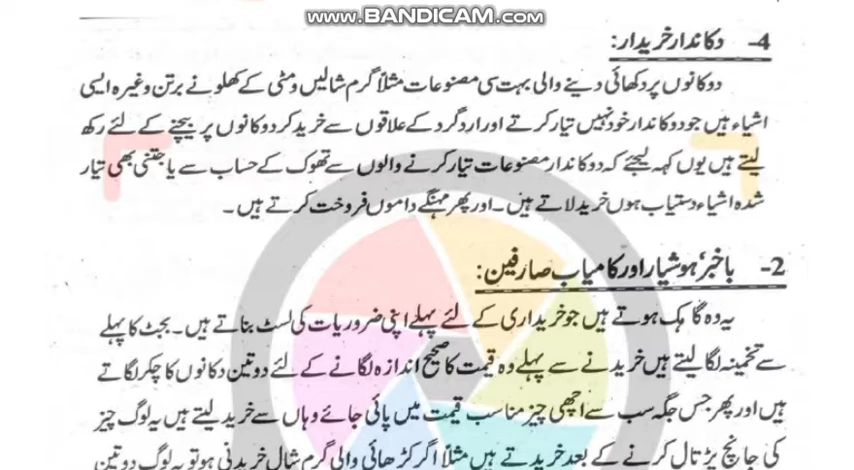 www.BANDICAM.com
4- دکاندار خریدار:
دوکانوں پر دکھائی دینے والی بہت سی مصنوعات مثلاً گرم شالیں ومٹی کے کھلونے برتن وغیرہ ایسی
اشیاء ہیں جو دوکاندار خود نہیں تیار کرتے اور اردگرد کے علاقوں سے خرید کر دوکانوں پر بیچنے کے لئے رکھ
لیتے ہیں یوں کہہ لیجئے کہ دوکاندار مصنوعات تیار کرنے والوں سے تھوک کے حساب سے یا جتنی بھی تیار
شدہ اشیاء دستیاب ہوں خرید لاتے ہیں۔ اور پھر مہنگے داموں فروخت کرتے ہیں۔
2- باخبر ہوشیار اور کامیاب صارفین:
یہ وہ گاہک ہوتے ہیں جو خریداری کے لئے پہلے اپنی ضروریات کی لسٹ بناتے ہیں۔ بجٹ کا پہلے
سے تخمینہ لگا لیتے ہیں خریدنے سے پہلے وہ قیمت کا صحیح اندازہ لگانے کے لئے دو تین دکانوں کا چکر لگاتے
ہیں اور پھر جس جگہ سب سے اچھی چیز مناسب قیمت میں پائی جائے وہاں سے خرید لیتے ہیں یہ لوگ چیز
کی جانچ پڑتال کرنے کے بعد خریدتے ہیں مثلاً اگر کڑھائی والی گرم شال خریدنی ہو تو یہ لوگ دو تین